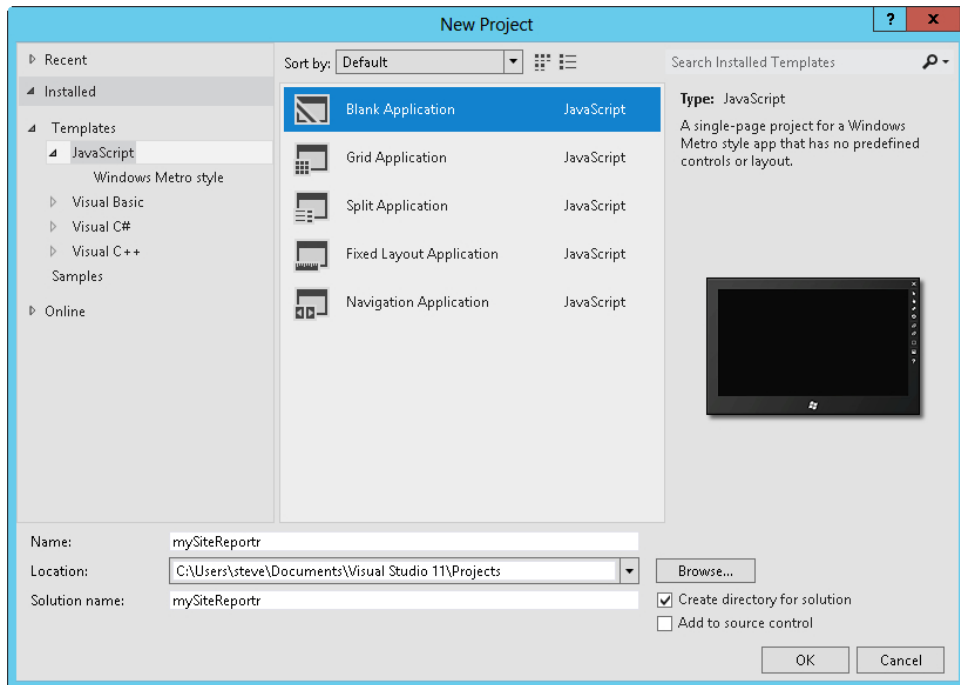 New Project
?
x
Recent
Installed
Templates
JavaScript
Windows Metro style
Visual Basic
Visual C#
Visual C++
Samples
Online
Sort by: Default
Search Installed Templates
Blank Application JavaScript
Grid Application JavaScript
Split Application JavaScript
Fixed Layout Application JavaScript
Navigation Application JavaScript
Type: JavaScript
A single-page project for a Windows
Metro style app that has no predefined
controls or layout.
Name: mySiteReportr
Location: C:\Users\steve\Documents\Visual Studio 11\Projects
Browse...
Solution name: mySiteReportr
Create directory for solution
Add to source control
OK Cancel